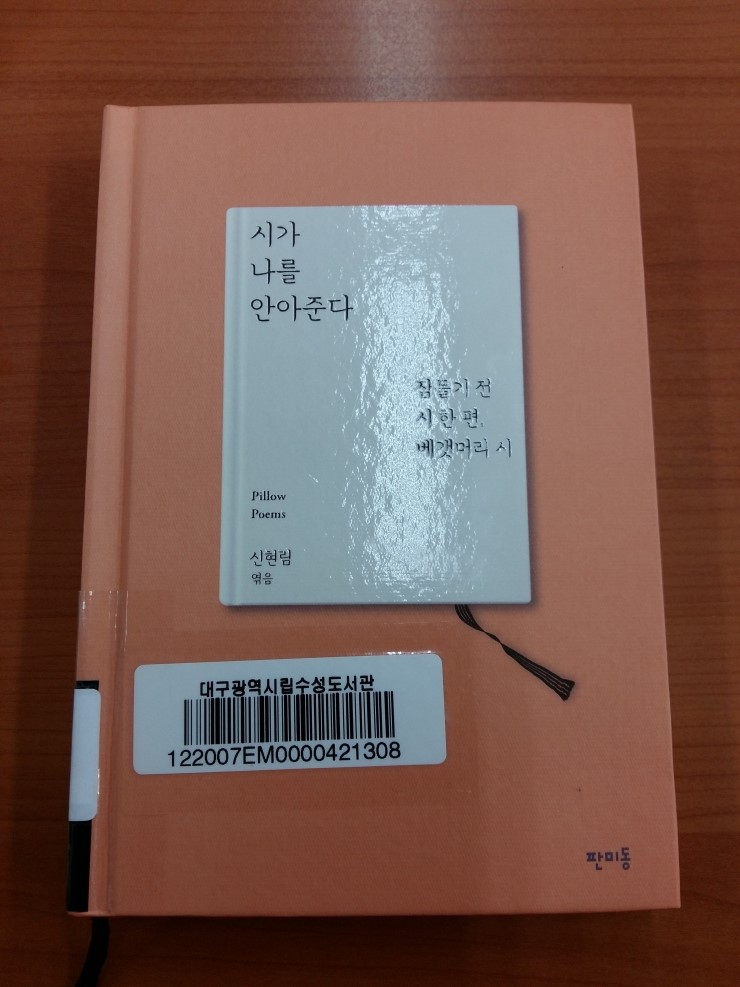 시가
나를
안아준다
잠들기 전
시 한 편,
베갯머리 시
Pillow
Poems
신현림
엮음
대구광역시립수성도서관
122007EM0000421308
판미동